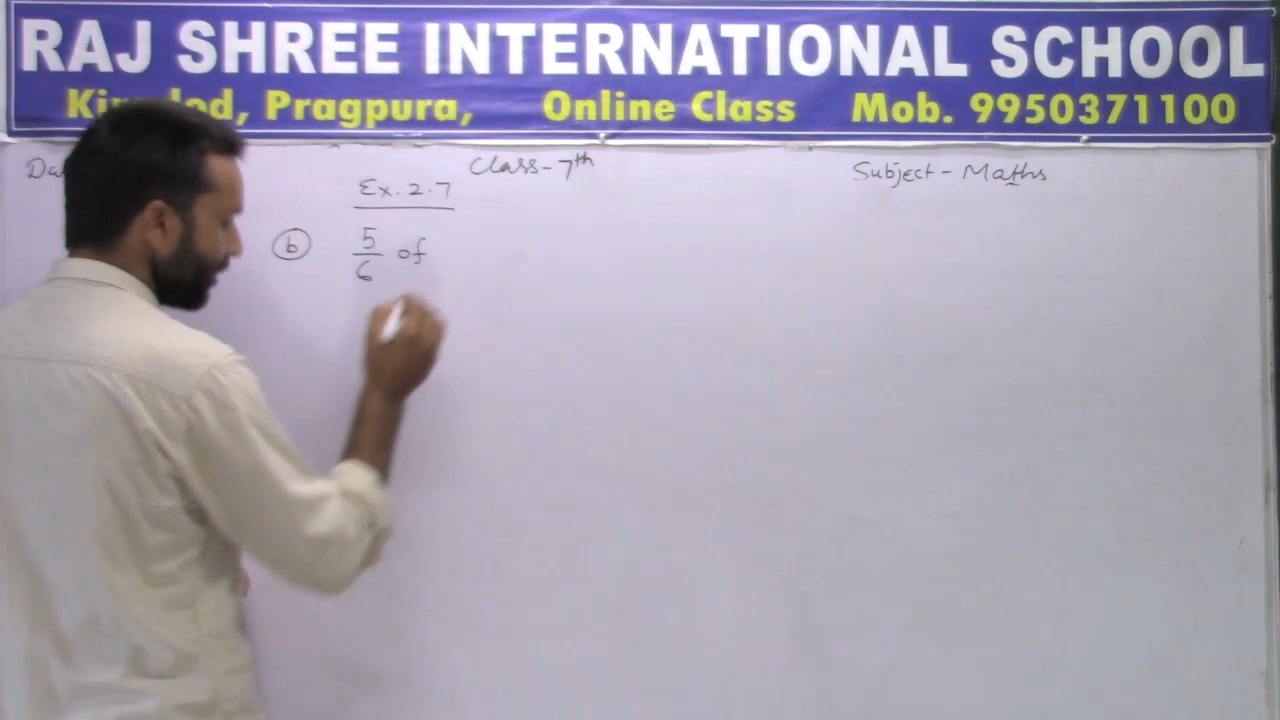 RAJ SHREE INTERNATIONAL SCHOOL
Pragpura, Online Class Mob. 9950371100
Class-7th Subject - Maths
Ex. 2.7
b 5/6 of